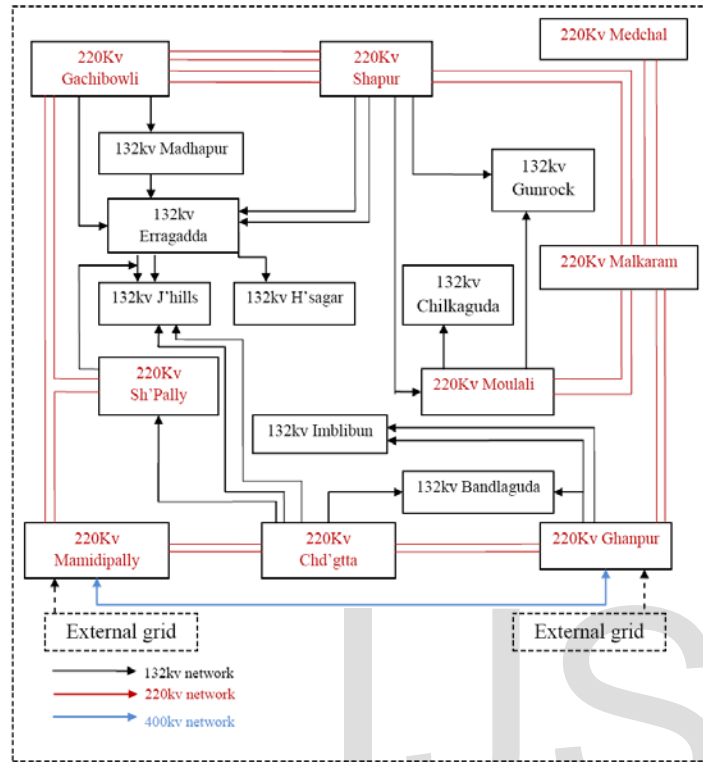 220Kv
Gachibowli
220Kv
Shapur
220Kv Medchal
132kv Madhapur
132kv
Gunrock
132kv
Erragadda
220Kv Malkaram
132kv
Chilkaguda
132kv J’hills
132kv H’sagar
220Kv
Sh’Pally
220Kv Moulali
132kv Imblibun
132kv Bandlaguda
220Kv
Mamidipally
220Kv
Chd’gtta
220Kv Ghanpur
External grid
External grid
132kv network
220kv network
400kv network